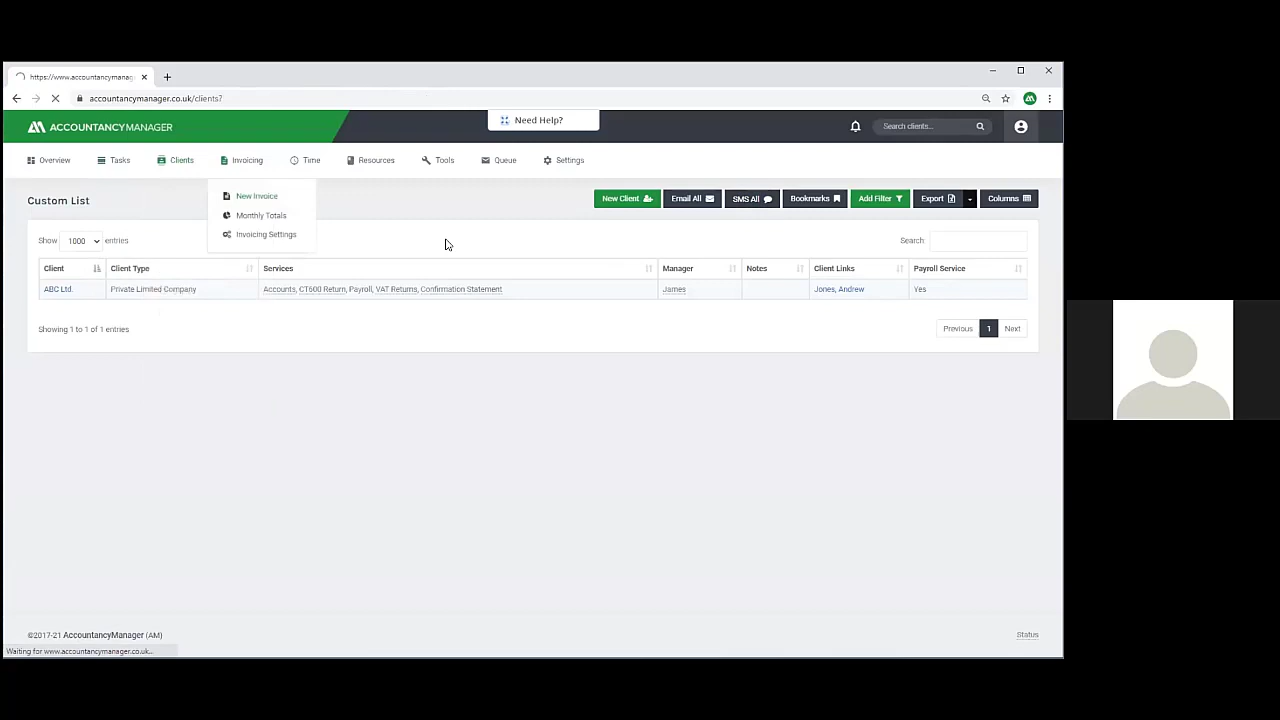 https://www.accountancymanag
accountancymanager.co.uk/clients?
ACCOUNTANCYMANAGER
Need Help?
Search clients...
Overview Tasks Clients Invoicing Time Resources Tools Queue Settings
New Invoice
Monthly Totals
Invoicing Settings
Custom List
New Client Email All SMS All Bookmarks Add Filter Export Columns
Show 1000 entries
Search:
Client Client Type Services Manager Notes Client Links Payroll Service
ABC Ltd. Private Limited Company Accounts, CT600 Return, Payroll, VAT Returns, Confirmation Statement James Jones, Andrew Yes
Showing 1 to 1 of 1 entries
Previous 1 Next
©2017-21 AccountancyManager (AM)
Status
Waiting for www.accountancymanager.co.uk...